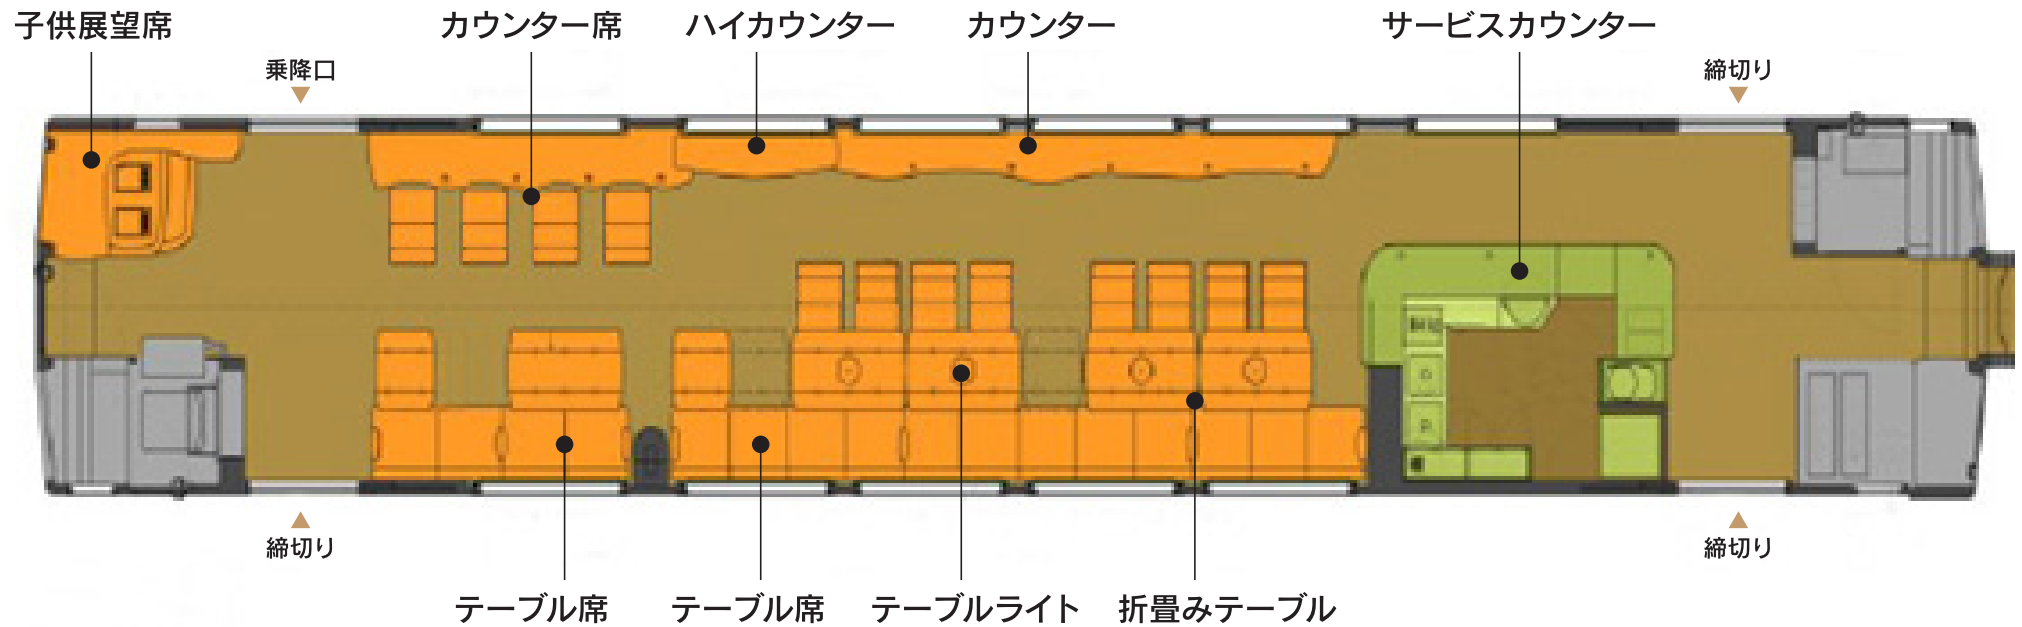 子供展望席
カウンター席
ハイカウンター
カウンター
サービスカウンター
乗降口
締切り
締切り
締切り
テーブル席
テーブル席
テーブルライト
折畳みテーブル